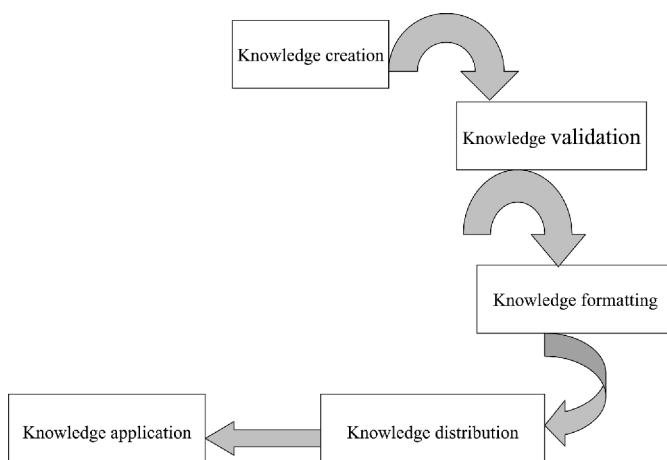 Knowledge creation
Knowledge validation
Knowledge formatting
Knowledge application
Knowledge distribution